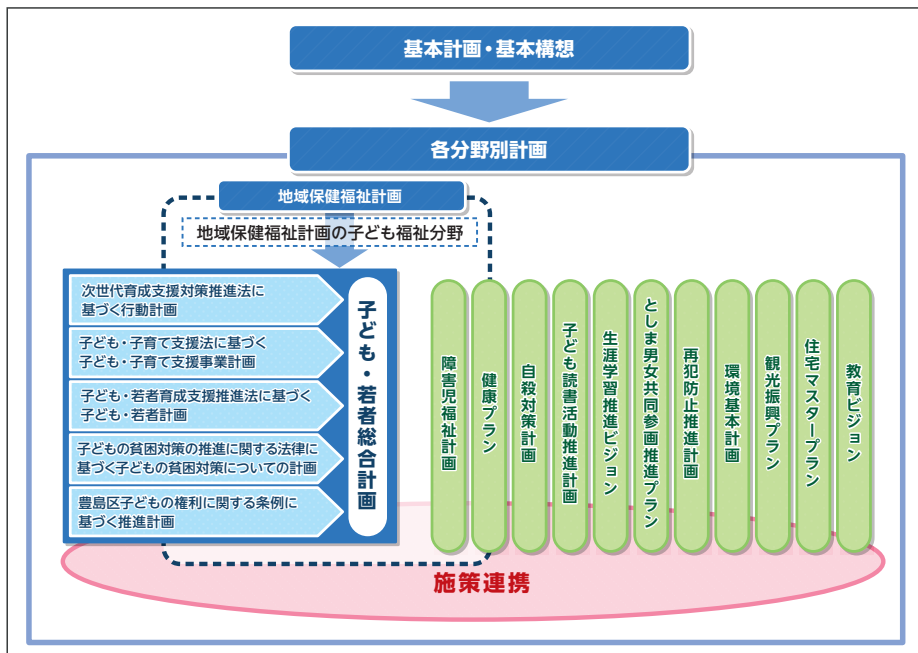 基本計画・基本構想
各分野別計画
地域保健福祉計画
地域保健福祉計画の子ども福祉分野
次世代育成支援対策推進法に
基づく行動計画
子ども・子育て支援法に基づく
子ども・子育て支援事業計画
子ども・若者育成支援推進法に基づく
子ども・若者計画
子どもの貧困対策の推進に関する法律に
基づく子どもの貧困対策についての計画
豊島区子どもの権利に関する条例に
基づく推進計画
子ども・若者総合計画
障害児福祉計画
健康プラン
自殺対策計画
子ども読書活動推進計画
生涯学習推進ビジョン
としま男女共同参画推進プラン
再犯防止推進計画
環境基本計画
観光振興プラン
住宅マスタープラン
教育ビジョン
施策連携